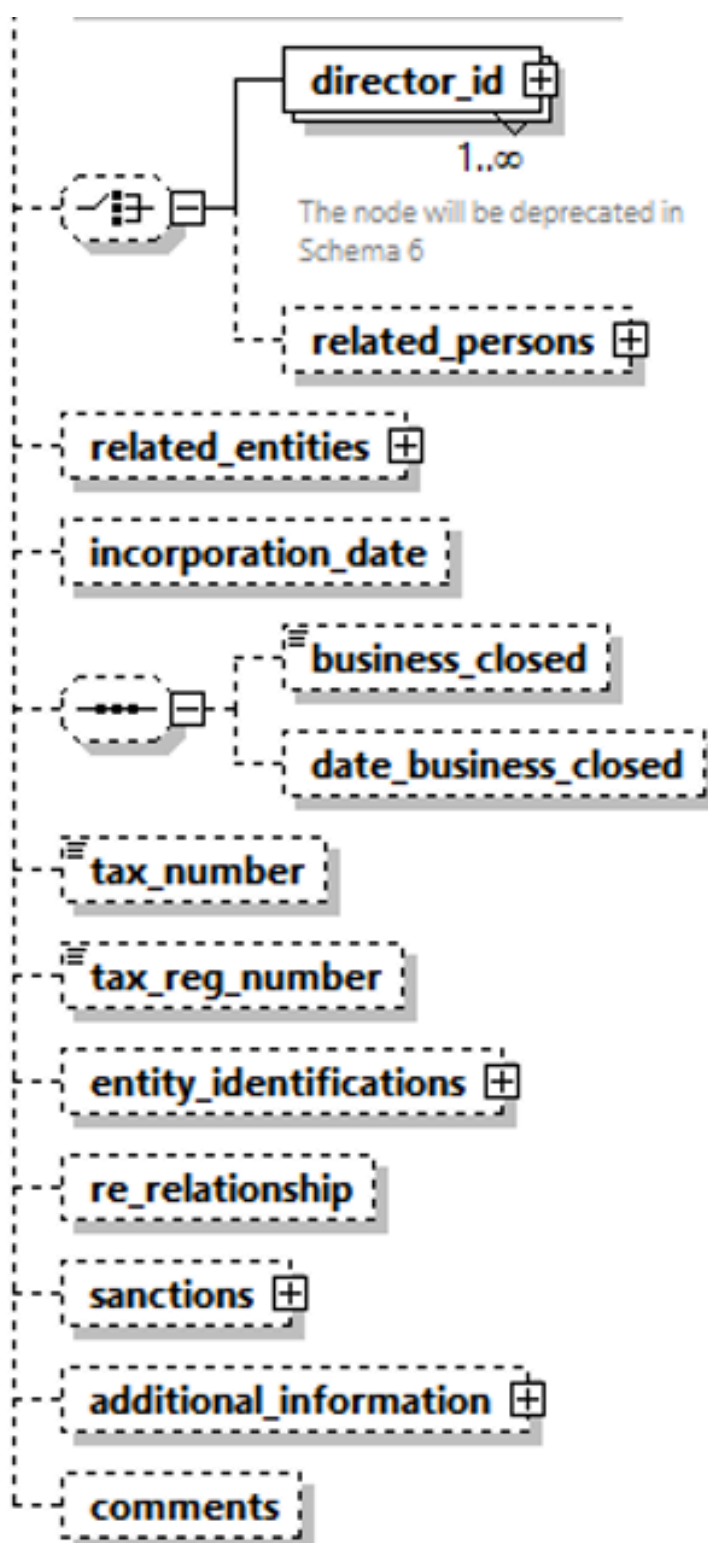 director_id
1..∞
The node will be deprecated in
Schema 6
related_persons
related_entities
incorporation_date
business_closed
date_business_closed
tax_number
tax_reg_number
entity_identifications
re_relationship
sanctions
additional_information
comments